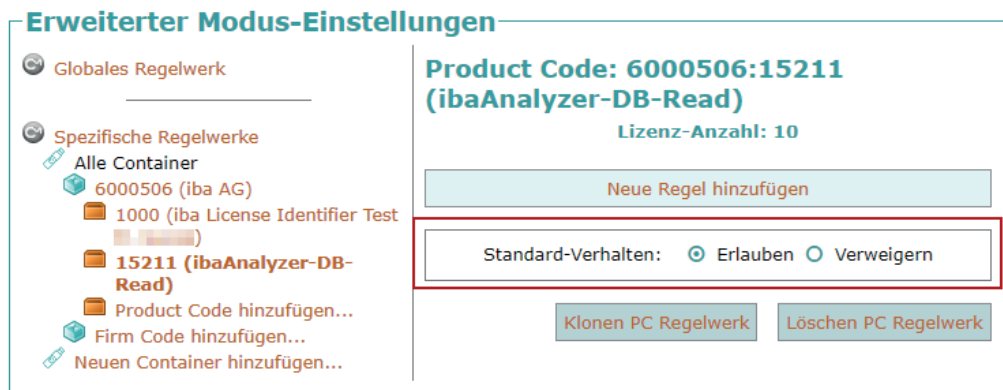 Erweiterter Modus-Einstellungen
Globales Regelwerk
Spezifische Regelwerke
Alle Container
6000506 (iba AG)
1000 (iba License Identifier Test
)
15211 (ibaAnalyzer-DB-
Read)
Product Code hinzufügen...
Firm Code hinzufügen...
Neuen Container hinzufügen...
Product Code: 6000506:15211
(ibaAnalyzer-DB-Read)
Lizenz-Anzahl: 10
Neue Regel hinzufügen
Standard-Verhalten: Erlauben Verweigern
Klonen PC Regelwerk Löschen PC Regelwerk